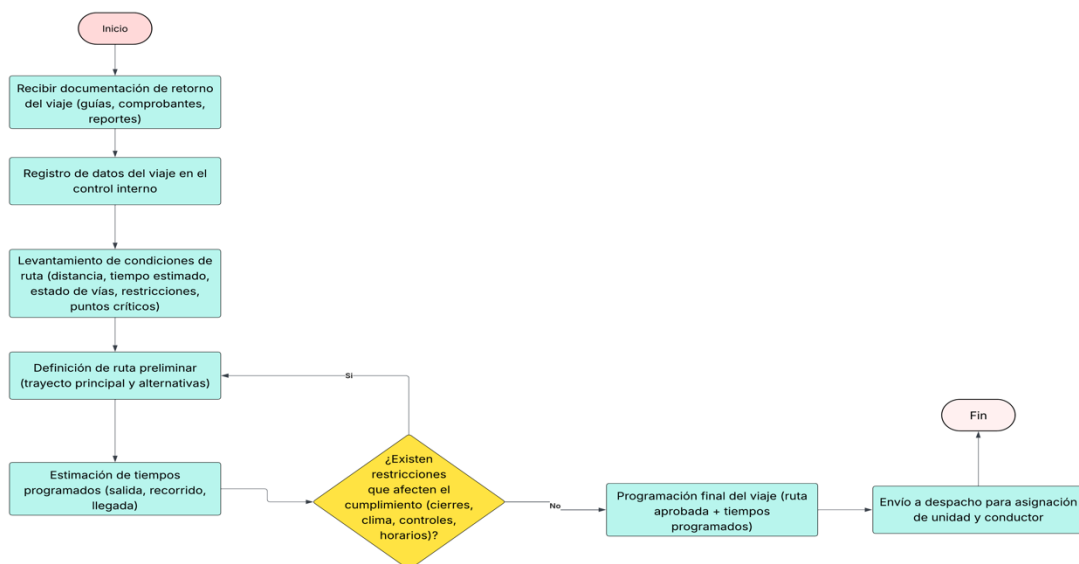 Inicio
Recibir documentación de retorno
del viaje (guías, comprobantes,
reportes)
Registro de datos del viaje en el
control interno
Levantamiento de condiciones de
ruta (distancia, tiempo estimado,
estado de vías, restricciones,
puntos críticos)
Definición de ruta preliminar
(trayecto principal y alternativas)
Estimación de tiempos
programados (salida, recorrido,
llegada)
¿Existen
restricciones
que afecten el
cumplimiento (cierres,
clima, controles,
horarios)?
Si
No
Programación final del viaje (ruta
aprobada + tiempos
programados)
Envío a despacho para asignación
de unidad y conductor
Fin